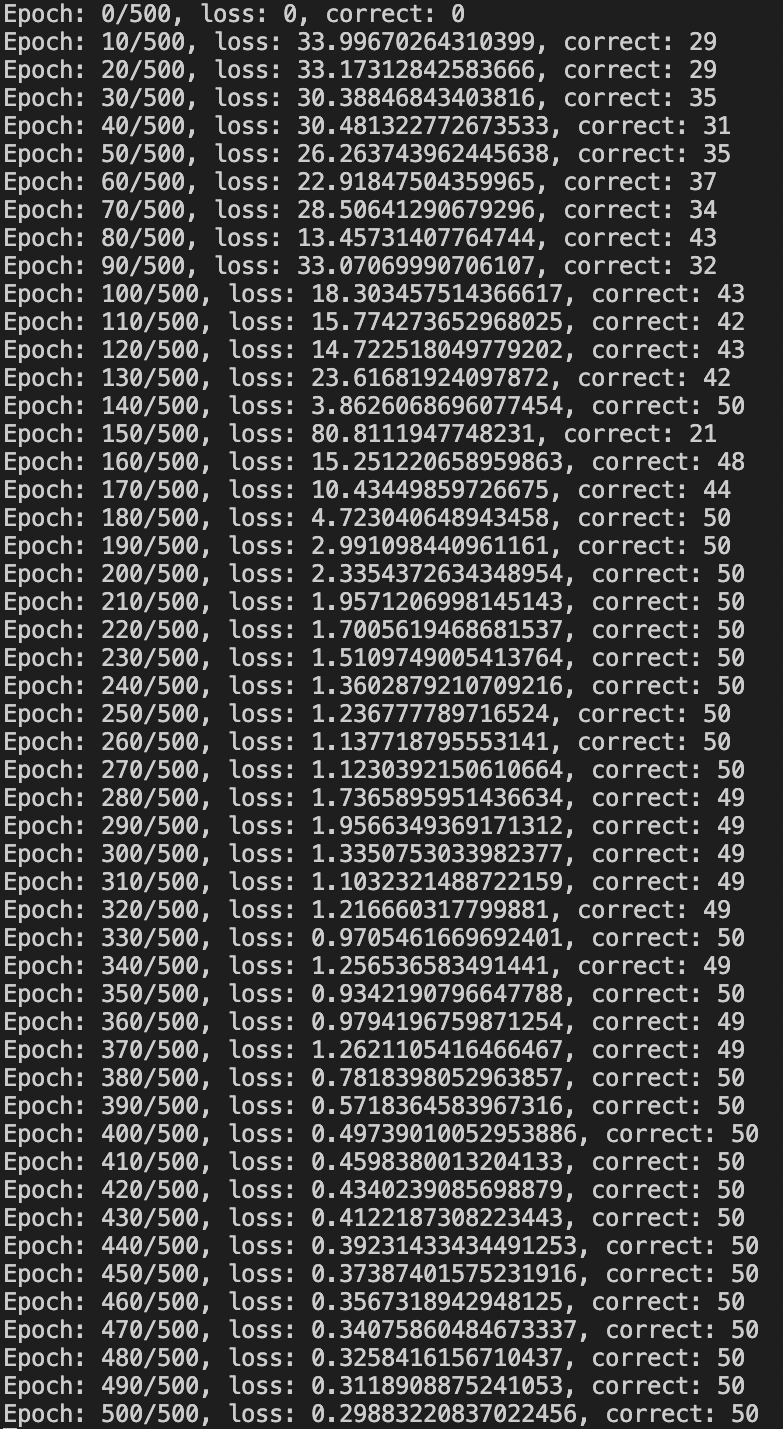 Epoch: 0/500, loss: 0, correct: 0
Epoch: 10/500, loss: 33.99670264310399, correct: 29
Epoch: 20/500, loss: 33.17312842583666, correct: 29
Epoch: 30/500, loss: 30.38846843403816, correct: 35
Epoch: 40/500, loss: 30.481322772673533, correct: 31
Epoch: 50/500, loss: 26.263743962445638, correct: 35
Epoch: 60/500, loss: 22.91847504359965, correct: 37
Epoch: 70/500, loss: 28.50641290679296, correct: 34
Epoch: 80/500, loss: 13.45731407764744, correct: 43
Epoch: 90/500, loss: 33.07069990706107, correct: 32
Epoch: 100/500, loss: 18.303457514366617, correct: 43
Epoch: 110/500, loss: 15.774273652968025, correct: 42
Epoch: 120/500, loss: 14.722518049779202, correct: 43
Epoch: 130/500, loss: 23.61681924097872, correct: 42
Epoch: 140/500, loss: 3.8626068696077454, correct: 50
Epoch: 150/500, loss: 80.8111947748231, correct: 21
Epoch: 160/500, loss: 15.251220658959863, correct: 48
Epoch: 170/500, loss: 10.43449859726675, correct: 44
Epoch: 180/500, loss: 4.723040648943458, correct: 50
Epoch: 190/500, loss: 2.991098440961161, correct: 50
Epoch: 200/500, loss: 2.3354372634348954, correct: 50
Epoch: 210/500, loss: 1.9571206998145143, correct: 50
Epoch: 220/500, loss: 1.7005619468681537, correct: 50
Epoch: 230/500, loss: 1.5109749005413764, correct: 50
Epoch: 240/500, loss: 1.3602879210709216, correct: 50
Epoch: 250/500, loss: 1.236777789716524, correct: 50
Epoch: 260/500, loss: 1.137718795553141, correct: 50
Epoch: 270/500, loss: 1.1230392150610664, correct: 50
Epoch: 280/500, loss: 1.7365895951436634, correct: 49
Epoch: 290/500, loss: 1.9566349369171312, correct: 49
Epoch: 300/500, loss: 1.3350753033982377, correct: 49
Epoch: 310/500, loss: 1.1032321488722159, correct: 49
Epoch: 320/500, loss: 1.216660317799881, correct: 49
Epoch: 330/500, loss: 0.9705461669692401, correct: 50
Epoch: 340/500, loss: 1.256536583491441, correct: 49
Epoch: 350/500, loss: 0.9342190796647788, correct: 50
Epoch: 360/500, loss: 0.9794196759871254, correct: 49
Epoch: 370/500, loss: 1.2621105416466467, correct: 49
Epoch: 380/500, loss: 0.7818398052963857, correct: 50
Epoch: 390/500, loss: 0.5718364583967316, correct: 50
Epoch: 400/500, loss: 0.49739010052953886, correct: 50
Epoch: 410/500, loss: 0.4598380013204133, correct: 50
Epoch: 420/500, loss: 0.4340239085698879, correct: 50
Epoch: 430/500, loss: 0.4122187308223443, correct: 50
Epoch: 440/500, loss: 0.39231433434491253, correct: 50
Epoch: 450/500, loss: 0.37387401575231916, correct: 50
Epoch: 460/500, loss: 0.3567318942948125, correct: 50
Epoch: 470/500, loss: 0.34075860484673337, correct: 50
Epoch: 480/500, loss: 0.3258416156710437, correct: 50
Epoch: 490/500, loss: 0.3118908875241053, correct: 50
Epoch: 500/500, loss: 0.29883220837022456, correct: 50